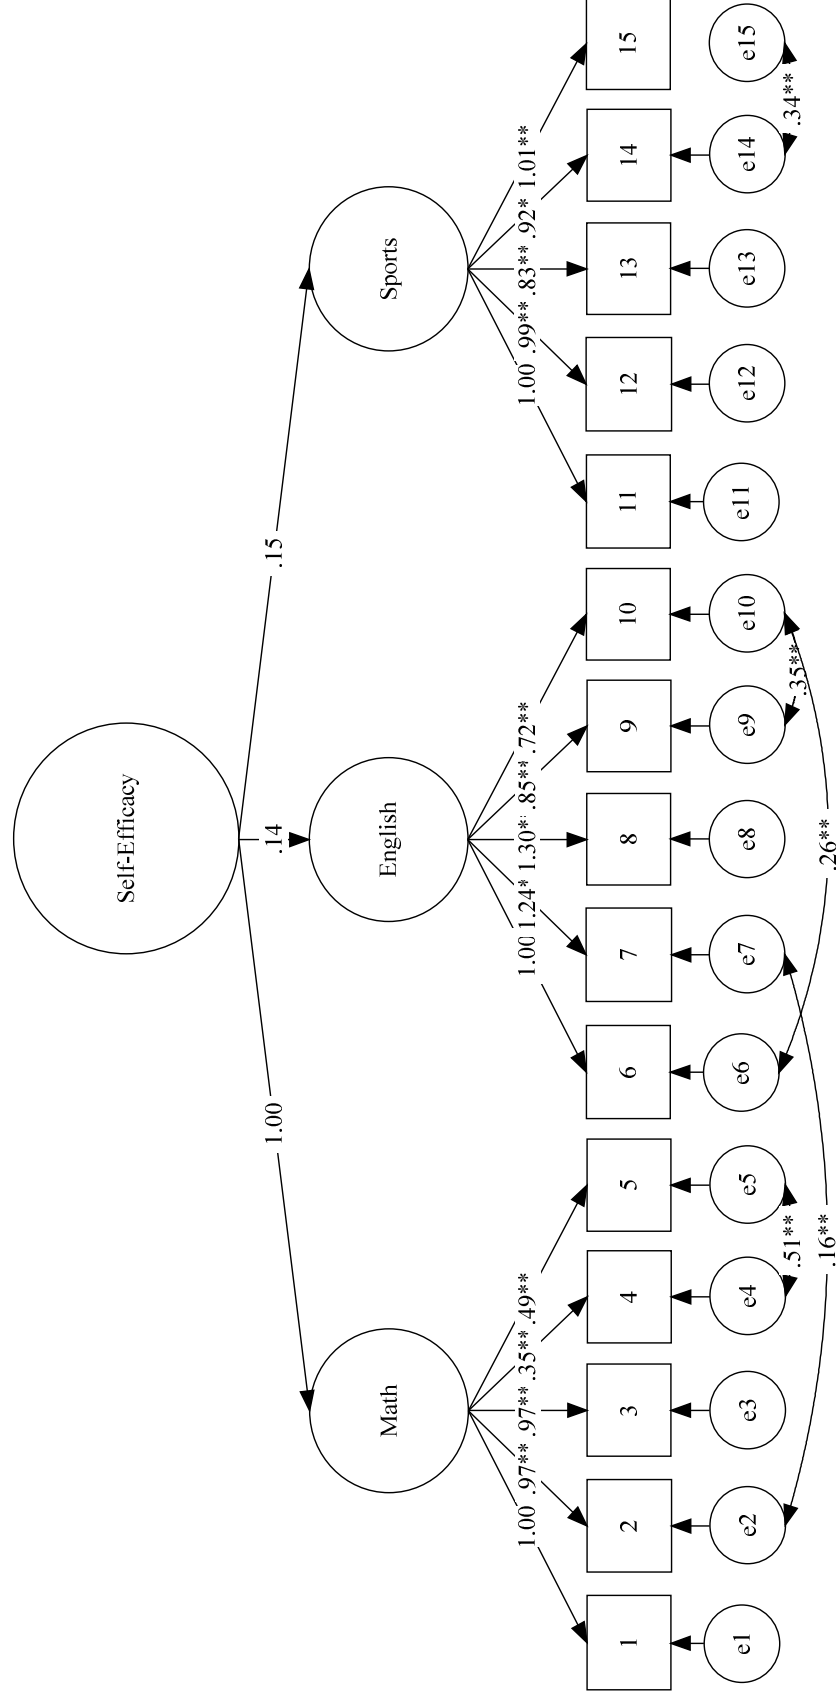 Self-Efficacy
1.00
.14
.15
Math
English
Sports
1.00
.97**
.97**
.35**
.49**
1.00
1.24*
1.30*
.85**
.72**
1.00
.99**
.83**
.92*
1.01**
1
2
3
4
5
6
7
8
9
10
11
12
13
14
15
e1
e2
e3
e4
e5
e6
e7
e8
e9
e10
e11
e12
e13
e14
e15
.51**
.35**
.34**
.16**
.26**